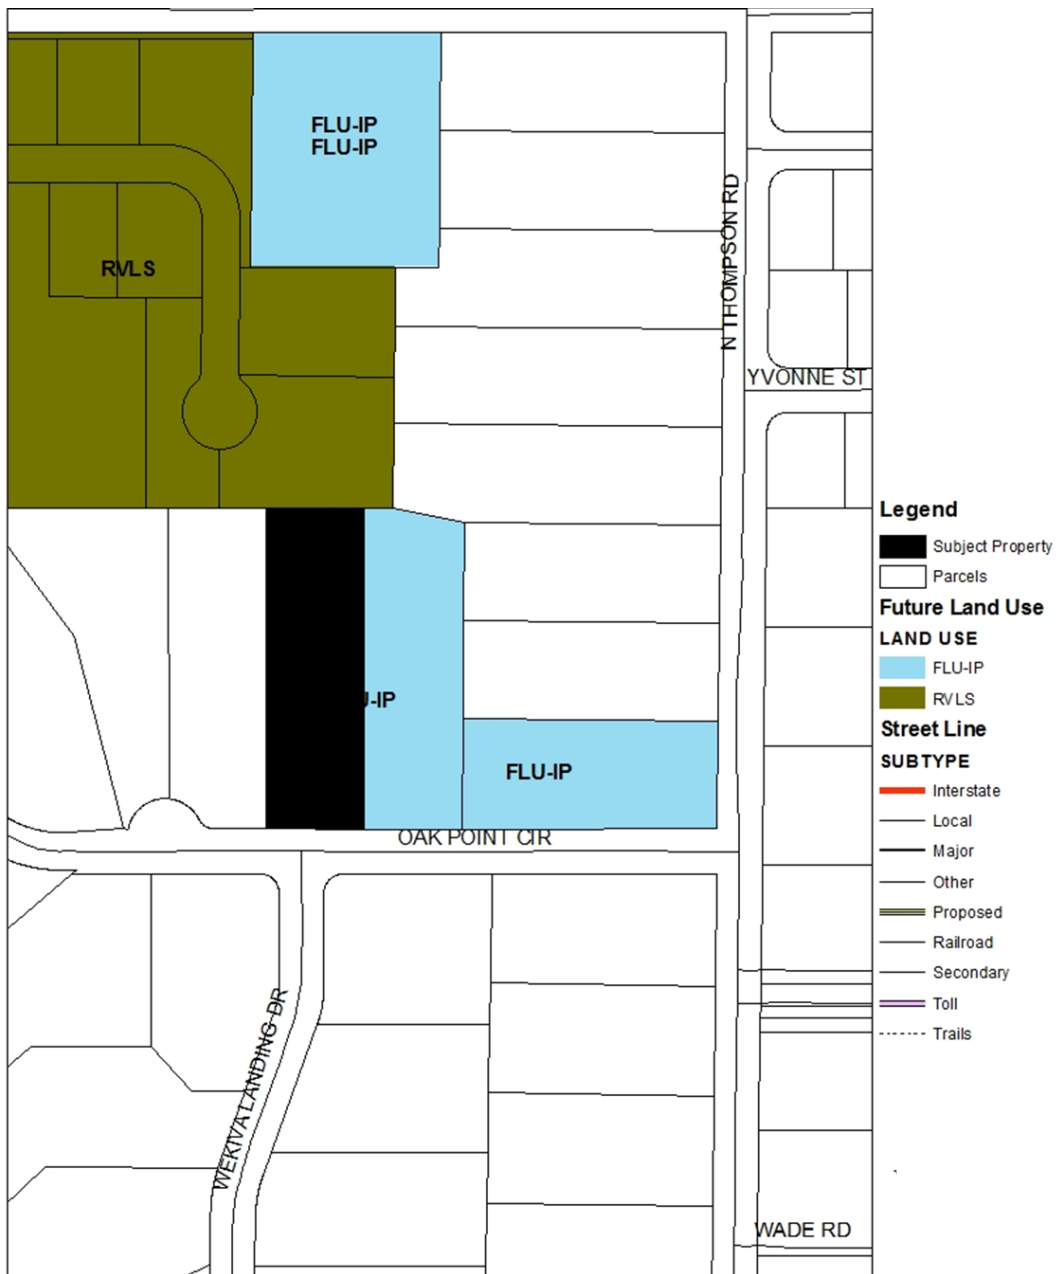 FLU-IP
FLU-IP
RVLS
N THOMPSON RD
YVONNE ST
J-IP
FLU-IP
OAK POINT CIR
WEKIVA LANDING DR
WADE RD
Legend
Subject Property
Parcels
Future Land Use
LAND USE
FLU-IP
RVLS
Street Line
SUBTYPE
Interstate
Local
Major
Other
Proposed
Railroad
Secondary
Toll
Trails